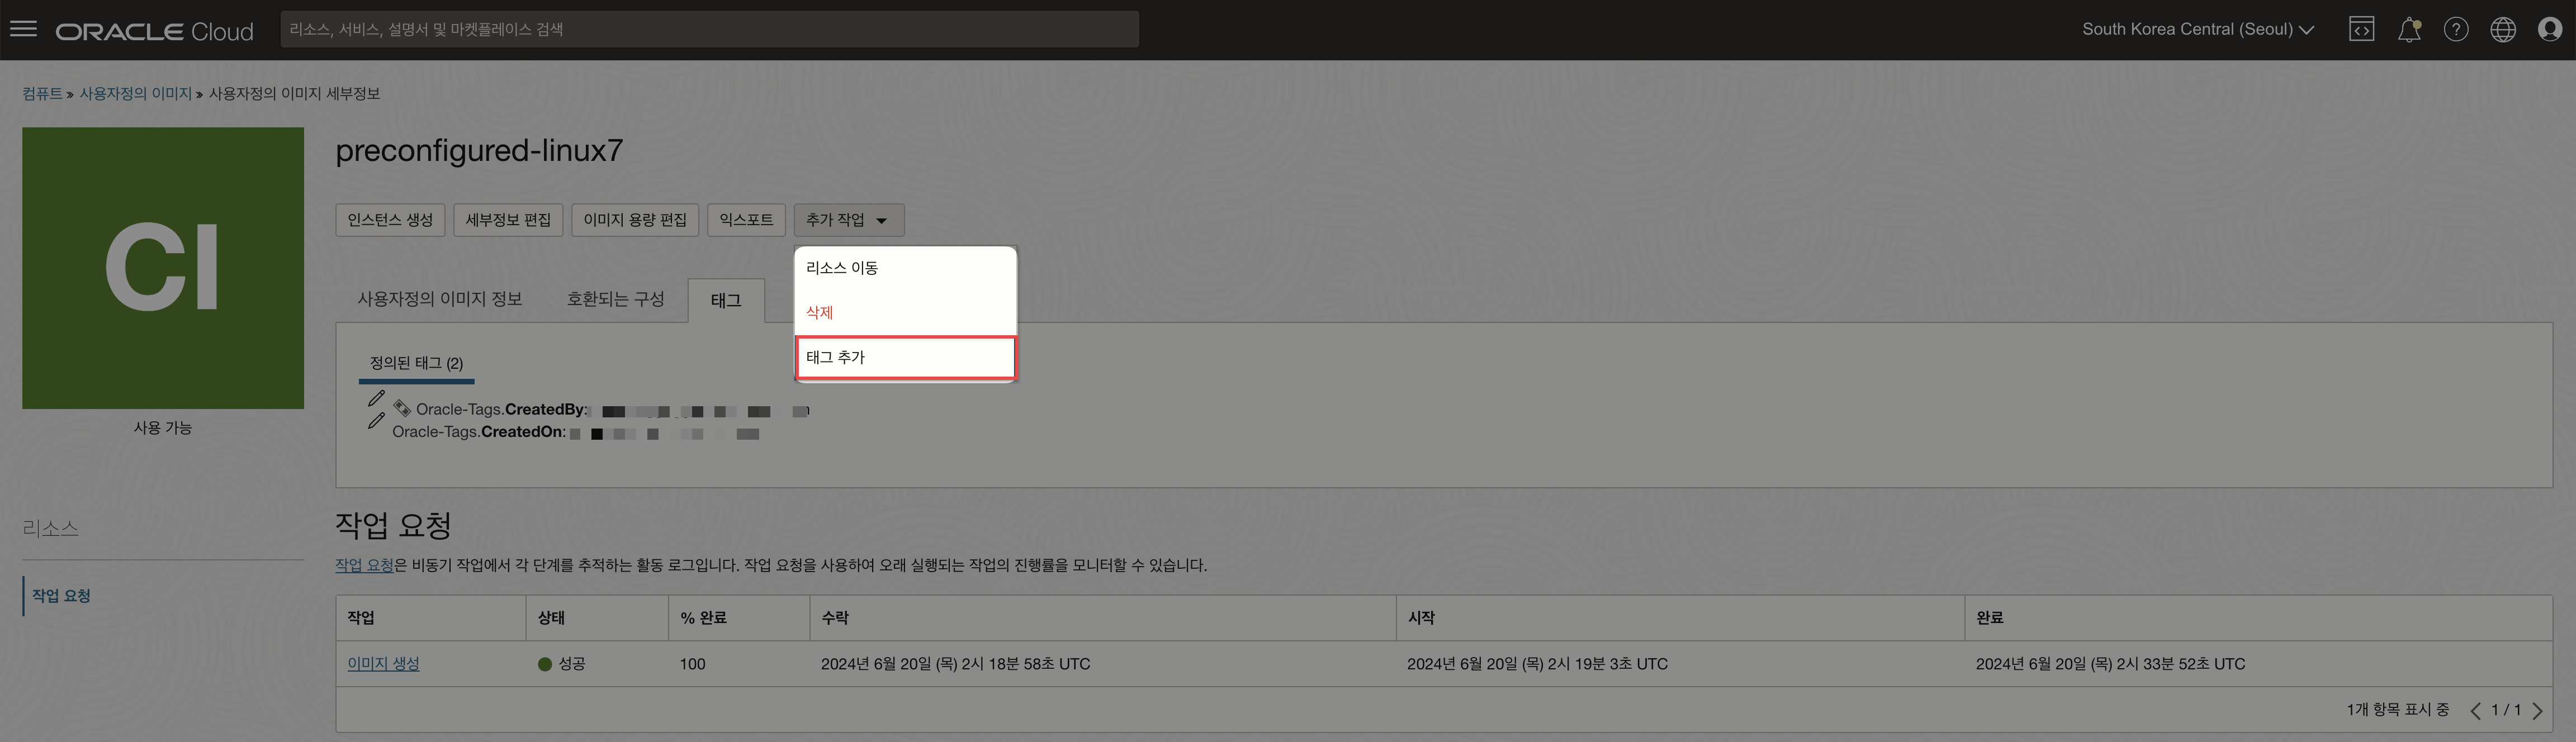 ORACLE Cloud
리소스, 서비스, 설명서 및 마켓플레이스 검색
South Korea Central (Seoul)
컴퓨트 » 사용자정의 이미지 » 사용자정의 이미지 세부정보
CI
사용 가능
preconfigured-linux7
인스턴스 생성 세부정보 편집 이미지 용량 편집 익스포트 추가 작업
리소스 이동
삭제
태그 추가
사용자정의 이미지 정보 호환되는 구성 태그
정의된 태그 (2)
Oracle-Tags.CreatedBy:
Oracle-Tags.CreatedOn:
리소스
작업 요청
작업 요청
작업 요청은 비동기 작업에서 각 단계를 추적하는 활동 로그입니다. 작업 요청을 사용하여 오래 실행되는 작업의 진행률을 모니터할 수 있습니다.
작업 상태 % 완료 수락 시작 완료
이미지 생성 성공 100 2024년 6월 20일 (목) 2시 18분 58초 UTC 2024년 6월 20일 (목) 2시 19분 3초 UTC 2024년 6월 20일 (목) 2시 33분 52초 UTC
1개 항목 표시 중 1 / 1